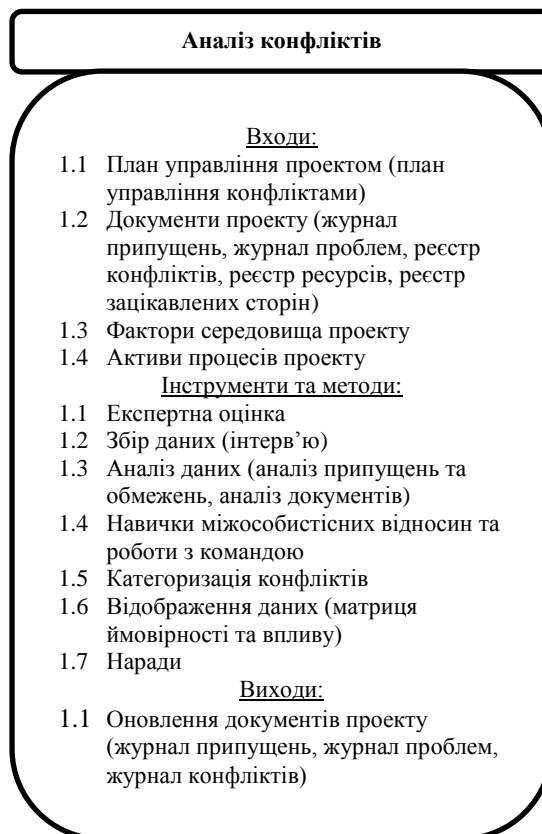 Аналіз конфліктів
Входи:
1.1 План управління проектом (план
управління конфліктами)
1.2 Документи проекту (журнал
припущень, журнал проблем, реєстр
конфліктів, реєстр ресурсів, реєстр
зацікавлених сторін)
1.3 Фактори середовища проекту
1.4 Активи процесів проекту
Інструменти та методи:
1.1 Експертна оцінка
1.2 Збір даних (інтерв’ю)
1.3 Аналіз даних (аналіз припущень та
обмежень, аналіз документів)
1.4 Навички міжособистісних відносин та
роботи з командою
1.5 Категоризація конфліктів
1.6 Відображення даних (матриця
ймовірності та впливу)
1.7 Наради
Виходи:
1.1 Оновлення документів проекту
(журнал припущень, журнал проблем,
журнал конфліктів)